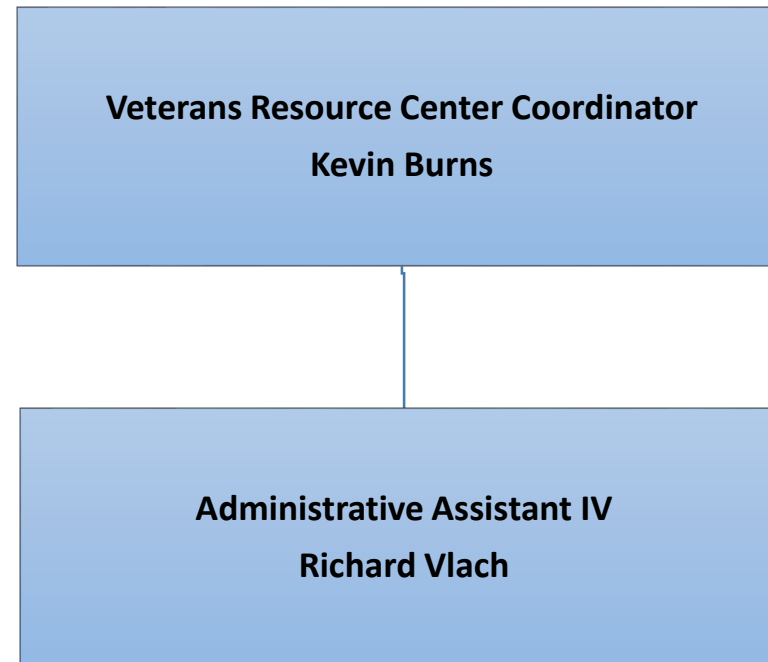 Veterans Resource Center Coordinator
Kevin Burns
Administrative Assistant IV
Richard Vlach